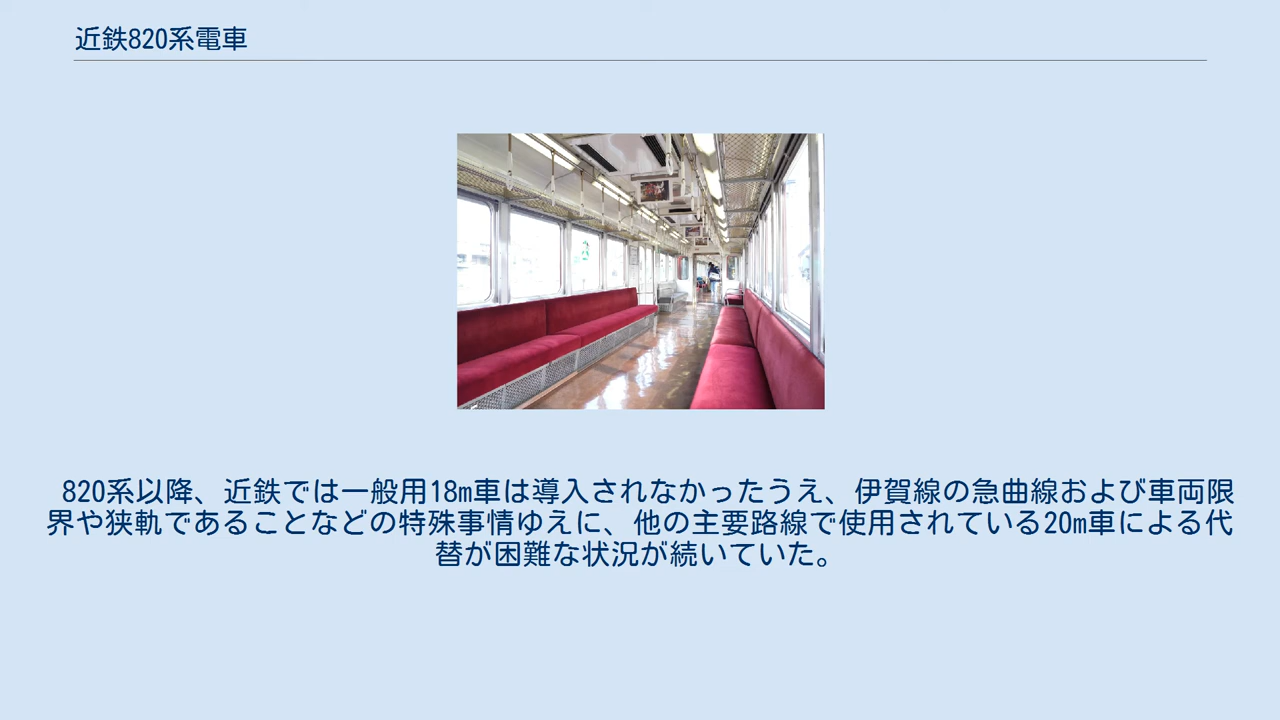 近鉄820系電車
820系以降、近鉄では一般用18m車は導入されなかったうえ、伊賀線の急曲線および車両限
界や狭軌であることなどの特殊事情ゆえに、他の主要路線で使用されている20m車による代
替が困難な状況が続いていた。